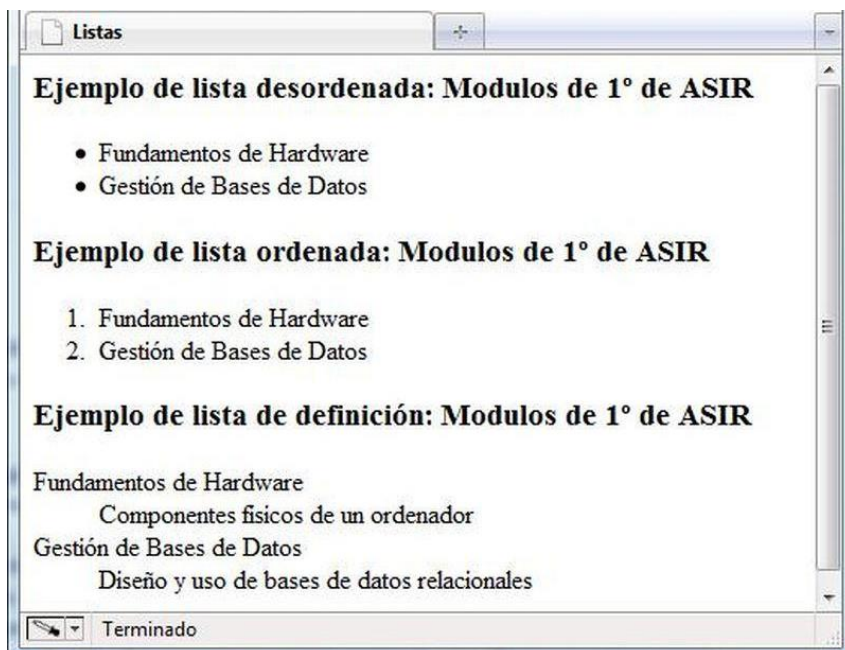 Listas
Ejemplo de lista desordenada: Modulos de 1º de ASIR
• Fundamentos de Hardware
• Gestión de Bases de Datos
Ejemplo de lista ordenada: Modulos de 1º de ASIR
1. Fundamentos de Hardware
2. Gestión de Bases de Datos
Ejemplo de lista de definición: Modulos de 1º de ASIR
Fundamentos de Hardware
Componentes fisicos de un ordenador
Gestión de Bases de Datos
Diseño y uso de bases de datos relacionales
Terminado